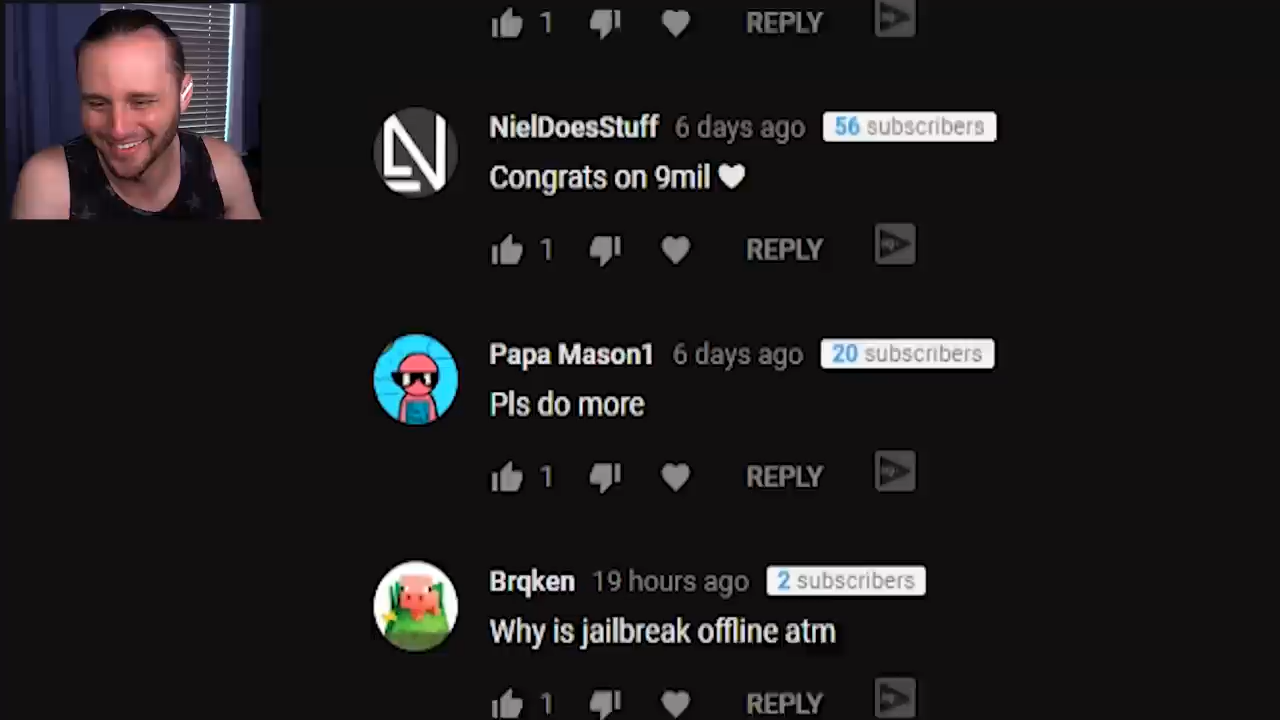 1 REPLY
NielDoesStuff 6 days ago 56 subscribers
Congrats on 9mil
1 REPLY
Papa Mason1 6 days ago 20 subscribers
Pls do more
1 REPLY
Brqken 19 hours ago 2 subscribers
Why is jailbreak offline atm
1 REPLY